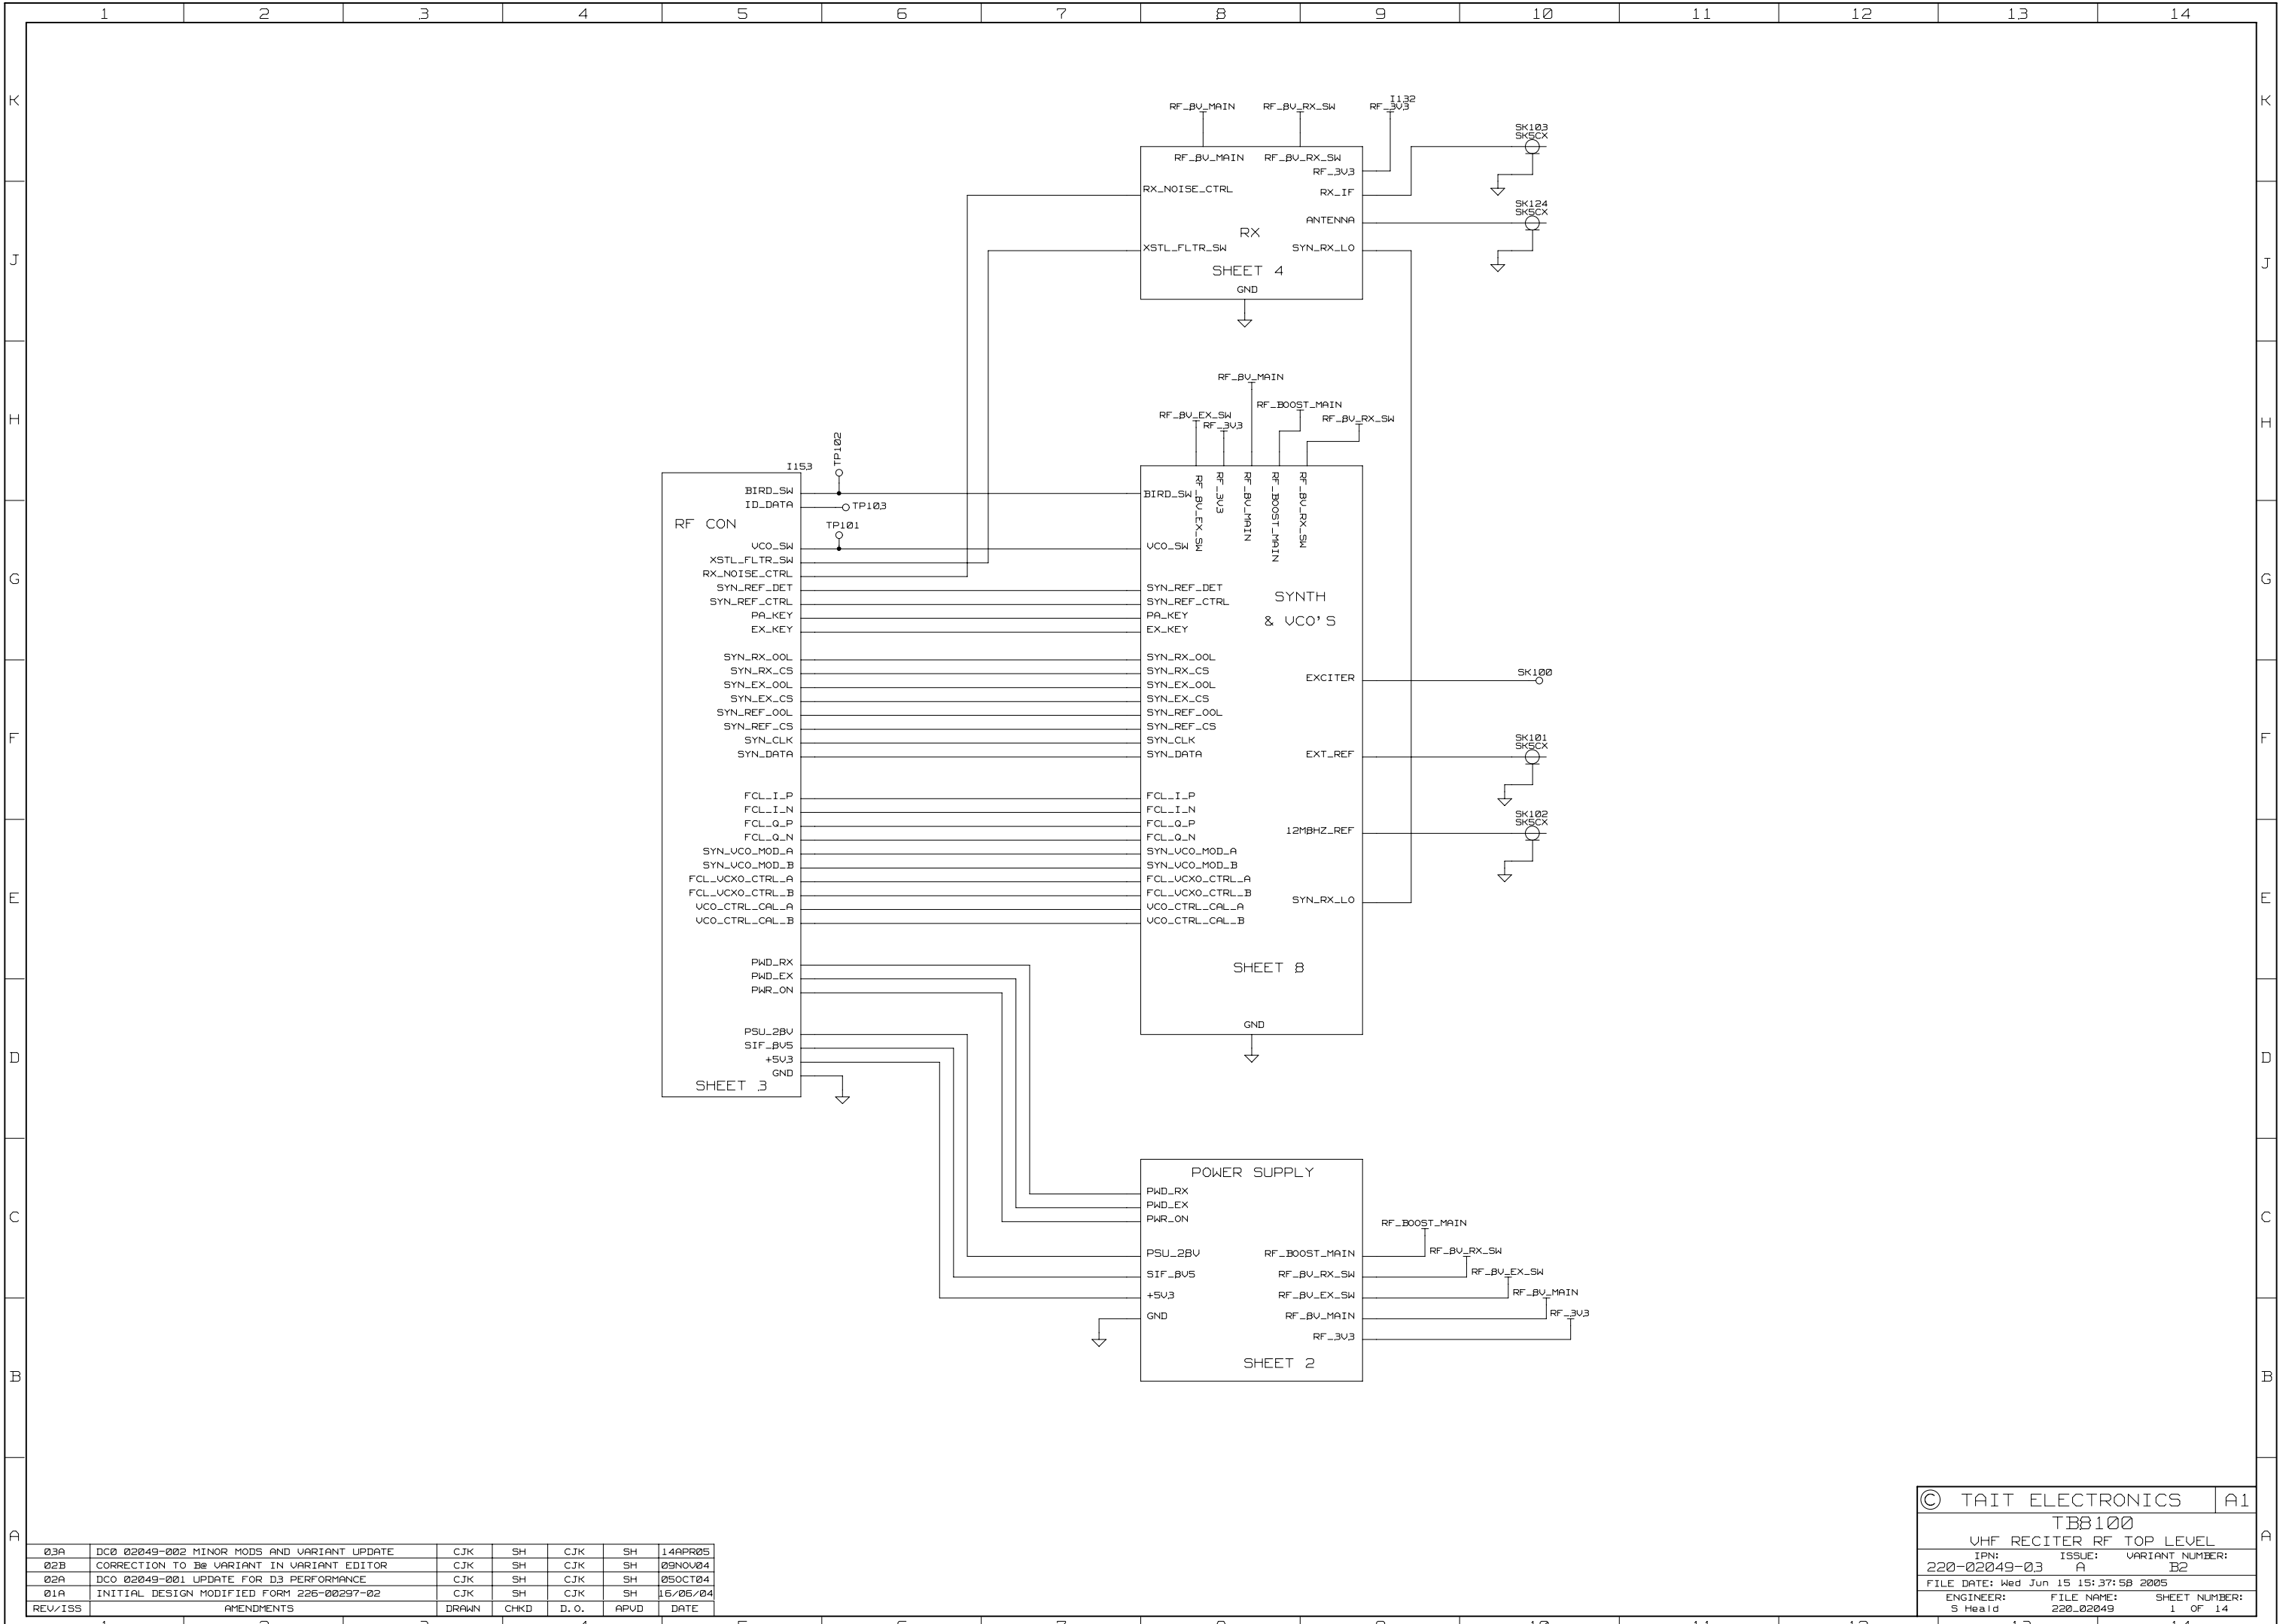 1 2 3 4 5 6 7 8 9 10 11 12 13 14
K
K
J
J
H
H
G
G
F
F
E
E
D
D
C
C
B
B
A
A
I132
RF_8V_MAIN
RF_8V_RX_SW
RF_3V3
RF_8V_MAIN
RF_8V_RX_SW
RF_3V3
RX_NOISE_CTRL
RX_IF
ANTENNA
RX
XSTL_FLTR_SW
SYN_RX_LO
SHEET 4
GND
SK103
SK5CX
SK124
SK5CX
RF_8V_MAIN
RF_BOOST_MAIN
RF_8V_EX_SW
RF_3V3
RF_8V_RX_SW
I153
TP102
TP103
TP101
RF CON
BIRD_SW
ID_DATA
VCO_SW
XSTL_FLTR_SW
RX_NOISE_CTRL
SYN_REF_DET
SYN_REF_CTRL
PA_KEY
EX_KEY
SYN_RX_OOL
SYN_RX_CS
SYN_EX_OOL
SYN_EX_CS
SYN_REF_OOL
SYN_REF_CS
SYN_CLK
SYN_DATA
FCL_I_P
FCL_I_N
FCL_Q_P
FCL_Q_N
SYN_VCO_MOD_A
SYN_VCO_MOD_B
FCL_VCXO_CTRL_A
FCL_VCXO_CTRL_B
VCO_CTRL_CAL_A
VCO_CTRL_CAL_B
PWD_RX
PWD_EX
PWR_ON
PSU_28V
SIF_8V5
+5V3
GND
SHEET 3
BIRD_SW
RF_8V_EX_SW
RF_3V3
RF_8V_MAIN
RF_BOOST_MAIN
RF_8V_RX_SW
VCO_SW
SYN_REF_DET
SYN_REF_CTRL
PA_KEY
EX_KEY
SYNTH
& VCO'S
SYN_RX_OOL
SYN_RX_CS
SYN_EX_OOL
SYN_EX_CS
SYN_REF_OOL
SYN_REF_CS
SYN_CLK
SYN_DATA
FCL_I_P
FCL_I_N
FCL_Q_P
FCL_Q_N
SYN_VCO_MOD_A
SYN_VCO_MOD_B
FCL_VCXO_CTRL_A
FCL_VCXO_CTRL_B
VCO_CTRL_CAL_A
VCO_CTRL_CAL_B
EXCITER
EXT_REF
12M8HZ_REF
SYN_RX_LO
SHEET 8
GND
SK100
SK101
SK5CX
SK102
SK5CX
POWER SUPPLY
PWD_RX
PWD_EX
PWR_ON
PSU_28V
SIF_8V5
+5V3
GND
RF_BOOST_MAIN
RF_8V_RX_SW
RF_8V_EX_SW
RF_8V_MAIN
RF_3V3
SHEET 2
RF_BOOST_MAIN
RF_8V_RX_SW
RF_8V_EX_SW
RF_8V_MAIN
RF_3V3
03A DC0 02049-002 MINOR MODS AND VARIANT UPDATE CJK SH CJK SH 14APR05
02B CORRECTION TO B@ VARIANT IN VARIANT EDITOR CJK SH CJK SH 09NOV04
02A DCO 02049-001 UPDATE FOR D3 PERFORMANCE CJK SH CJK SH 05OCT04
01A INITIAL DESIGN MODIFIED FORM 226-00297-02 CJK SH CJK SH 16/06/04
REV/ISS AMENDMENTS DRAWN CHKD D.O. APVD DATE
© TAIT ELECTRONICS A1
TB8100
VHF RECITER RF TOP LEVEL
IPN: ISSUE: VARIANT NUMBER:
220-02049-03 A B2
FILE DATE: Wed Jun 15 15:37:58 2005
ENGINEER: FILE NAME: SHEET NUMBER:
S Heald 220_02049 1 OF 14